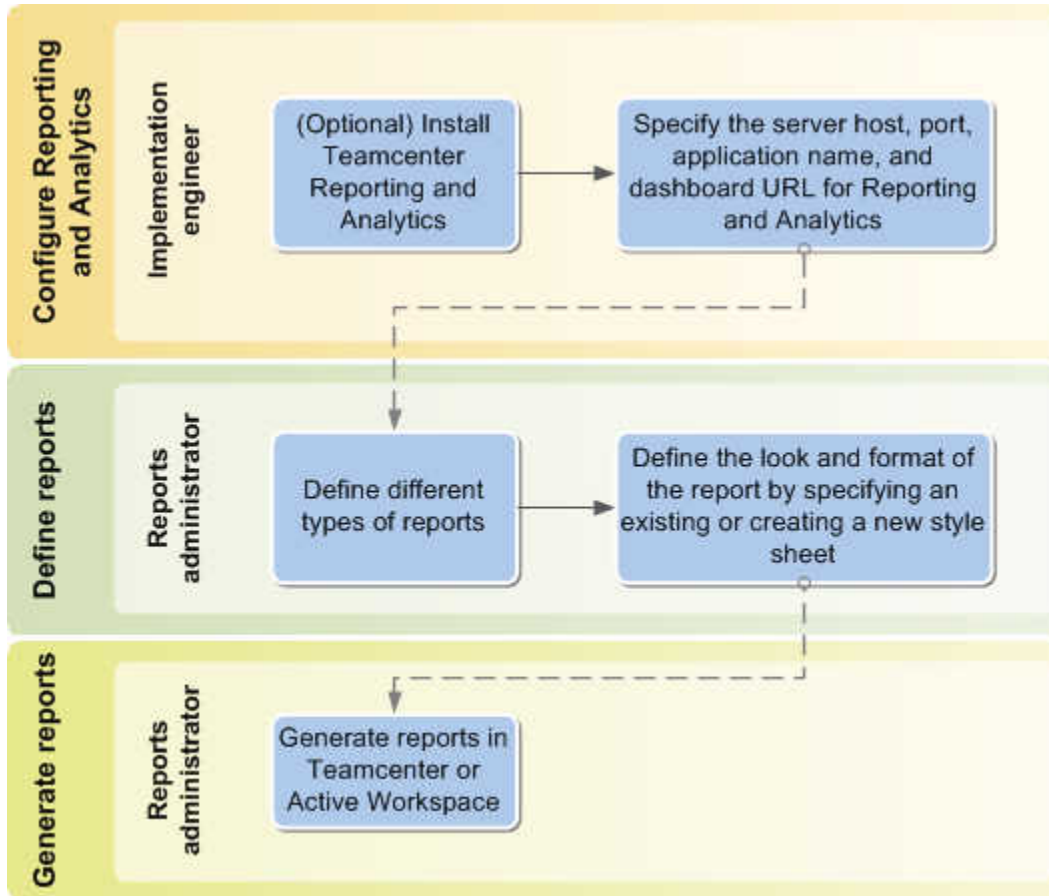 Configure Reporting
and Analytics
Implementation
engineer
(Optional) Install
Teamcenter
Reporting and
Analytics
Specify the server host, port,
application name, and
dashboard URL for Reporting
and Analytics
Define reports
Reports
administrator
Define different
types of reports
Define the look and format of
the report by specifying an
existing or creating a new style
sheet
Generate reports
Reports
administrator
Generate reports in
Teamcenter or
Active Workspace